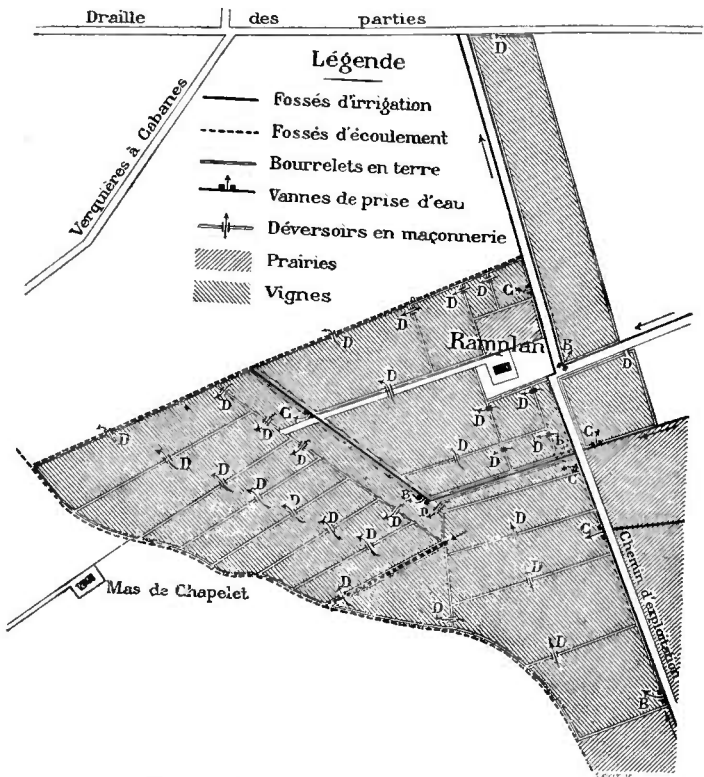 Draille des parties
Verquières à Cabanes
Légende
Fossés d'irrigation
Fossés d'écoulement
Bourrelets en terre
Vannes de prise d'eau
Déversoirs en maçonnerie
Prairies
Vignes
D
D D D C
D
D
Ramplan
B
D
D
D
C
D
D
D
D
D
D
b
C
D
D
D
D
C
D
D
B
D
D
D
D
C
Mas de Chapelet
D
D
D
Chemin d'exploitation
D
B